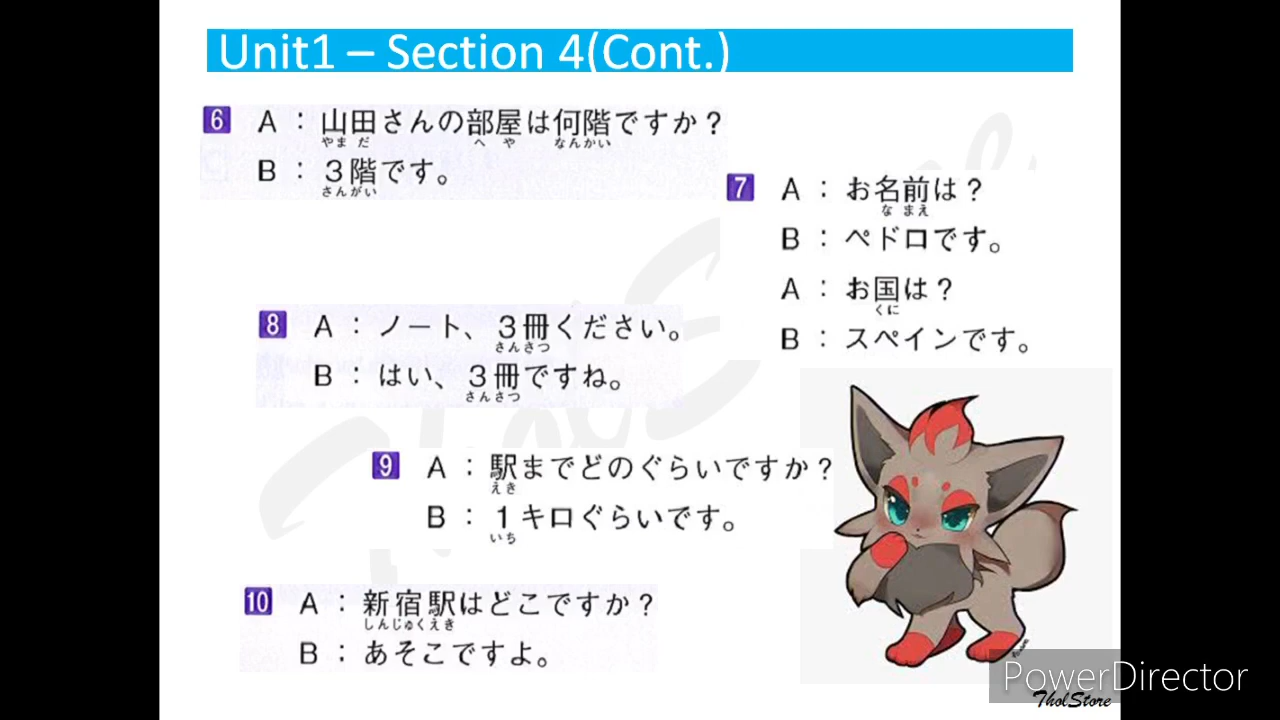 Unit1 – Section 4(Cont.)
6 A：山田さんの部屋は何階ですか？
やまだ へや なんかい
B：３階です。
さんがい
7 A：お名前は？
なまえ
B：ペドロです。
A：お国は？
くに
B：スペインです。
8 A：ノート、３冊ください。
さんさつ
B：はい、３冊ですね。
さんさつ
9 A：駅までどのぐらいですか？
えき
B：１キロぐらいです。
いち
10 A：新宿駅はどこですか？
しんじゅくえき
B：あそこですよ。
PowerDirector
TholStore